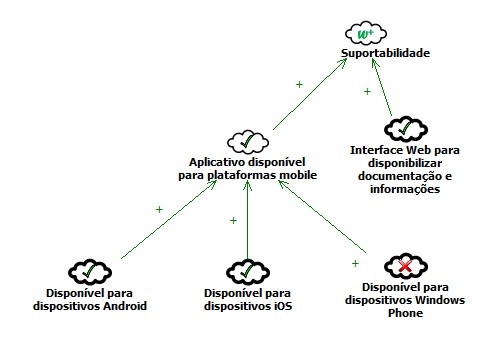 W+
Suportabilidade
+
+
Aplicativo disponível
para plataformas mobile
Interface Web para
disponibilizar
documentação e
informações
+
+
+
Disponível para
dispositivos Android
Disponível para
dispositivos iOS
Disponível para
dispositivos Windows
Phone